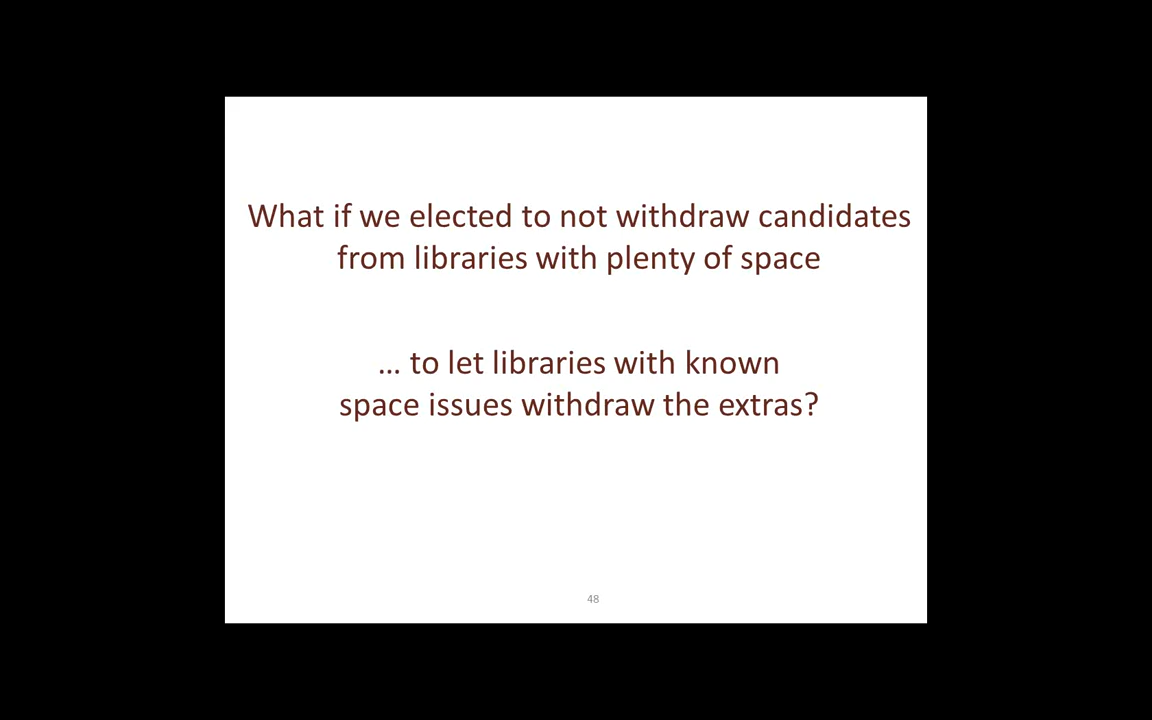 What if we elected to not withdraw candidates
from libraries with plenty of space
… to let libraries with known
space issues withdraw the extras?
48